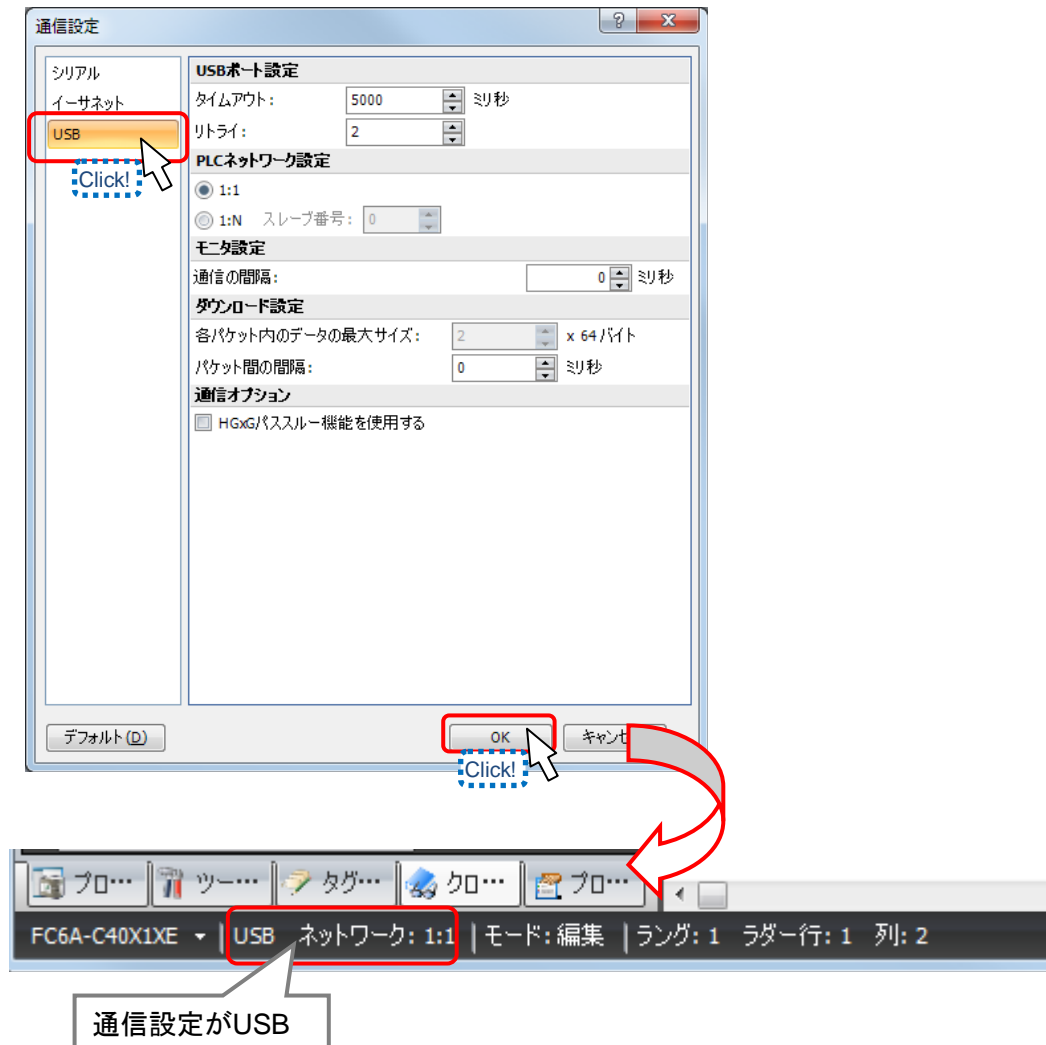 通信設定
シリアル
イーサネット
USB
Click!
USBポート設定
タイムアウト: 5000 ミリ秒
リトライ: 2
PLCネットワーク設定
1:1
1:N スレーブ番号: 0
モニタ設定
通信の間隔: 0 ミリ秒
ダウンロード設定
各パケット内のデータの最大サイズ: 2 x 64バイト
パケット間の間隔: 0 ミリ秒
通信オプション
HGxGパススルー機能を使用する
デフォルト(D) OK キャンセ
Click!
プロ… ツー… タグ… クロ… プロ…
FC6A-C40X1XE USB ネットワーク: 1:1 モード: 編集 ラング: 1 ラダー行: 1 列: 2
通信設定がUSB